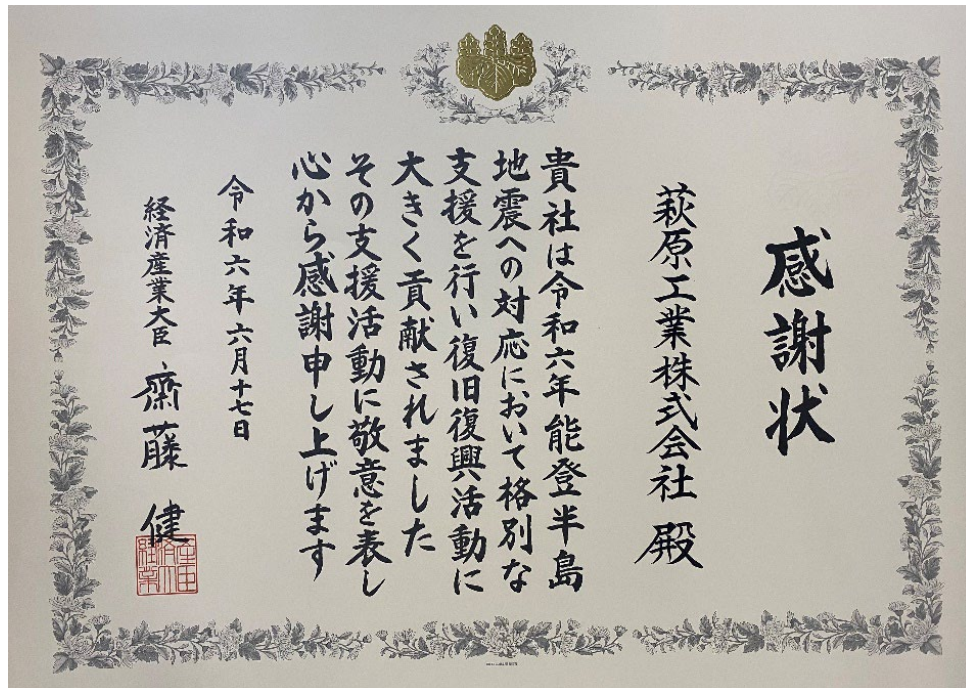 感謝状
萩原工業株式会社 殿
貴社は令和六年能登半島
地震への対応において格別な
支援を行い復旧復興活動に
大きく貢献されました
その支援活動に敬意を表し
心から感謝申し上げます
令和六年六月十七日
経済産業大臣 齋藤 健